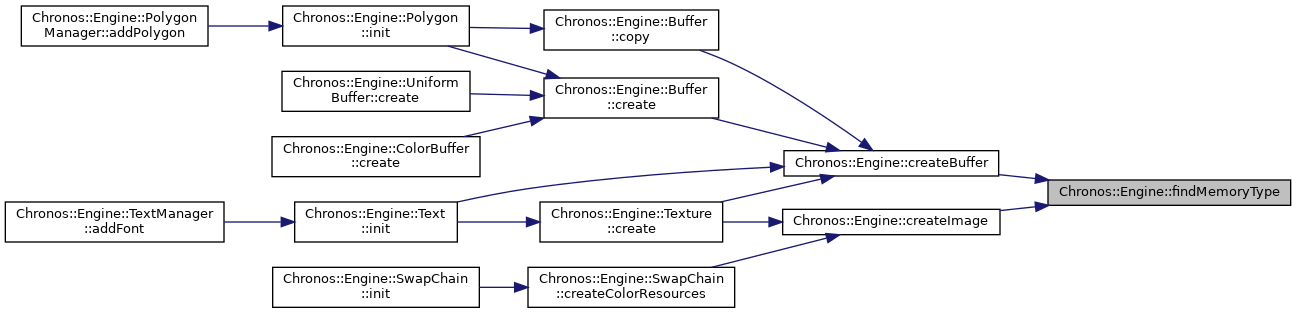 Chronos::Engine::Polygon
Manager::addPolygon
Chronos::Engine::Polygon
::init
Chronos::Engine::Buffer
::copy
Chronos::Engine::Uniform
Buffer::create
Chronos::Engine::Buffer
::create
Chronos::Engine::ColorBuffer
::create
Chronos::Engine::createBuffer
Chronos::Engine::findMemoryType
Chronos::Engine::TextManager
::addFont
Chronos::Engine::Text
::init
Chronos::Engine::Texture
::create
Chronos::Engine::createImage
Chronos::Engine::SwapChain
::init
Chronos::Engine::SwapChain
::createColorResources